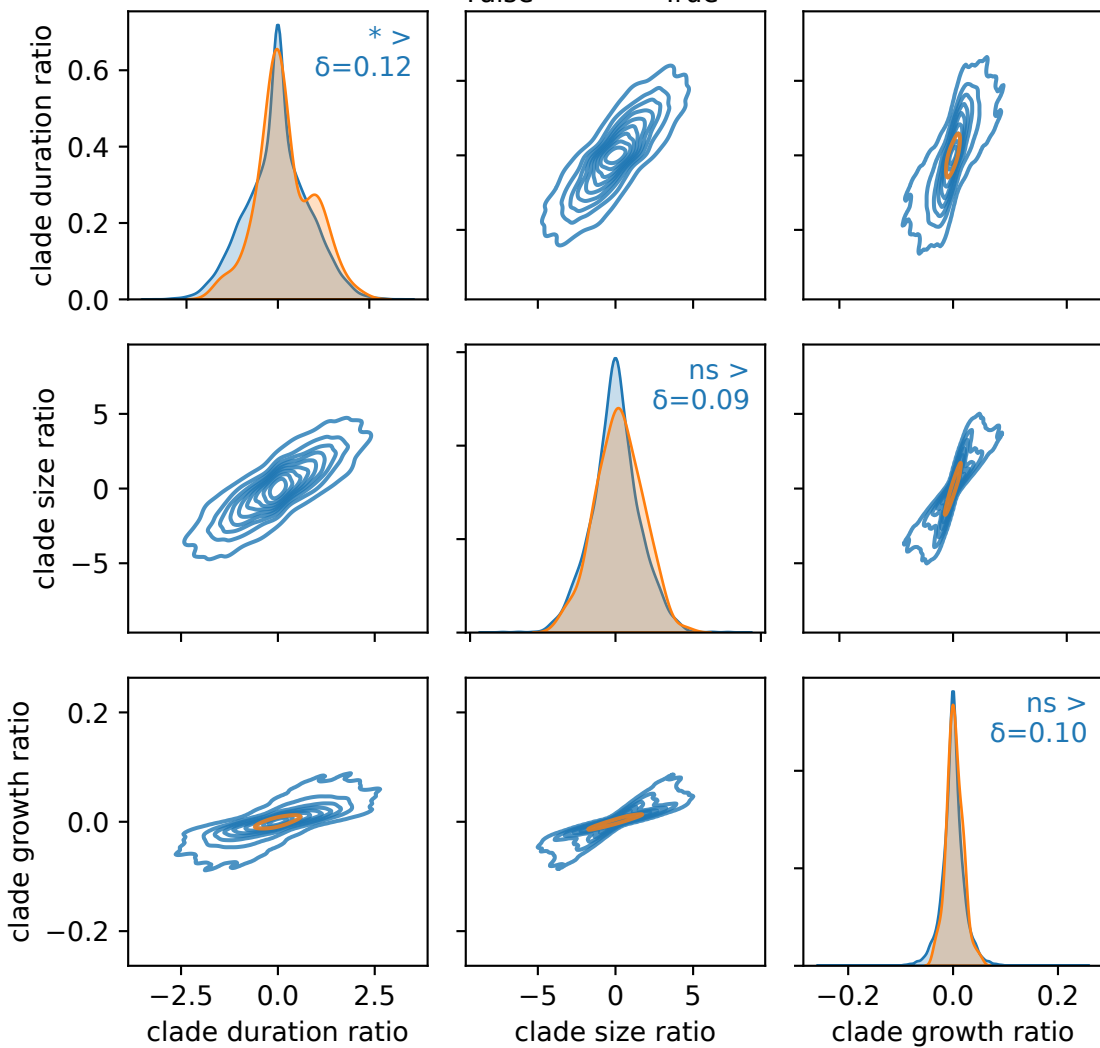 0.6
0.4
0.2
0.0
clade duration ratio
* >
δ=0.12
5
0
−5
clade size ratio
ns >
δ=0.09
0.2
0.0
−0.2
clade growth ratio
ns >
δ=0.10
−2.5 0.0 2.5
−5 0 5
−0.2 0.0 0.2
clade duration ratio
clade size ratio
clade growth ratio